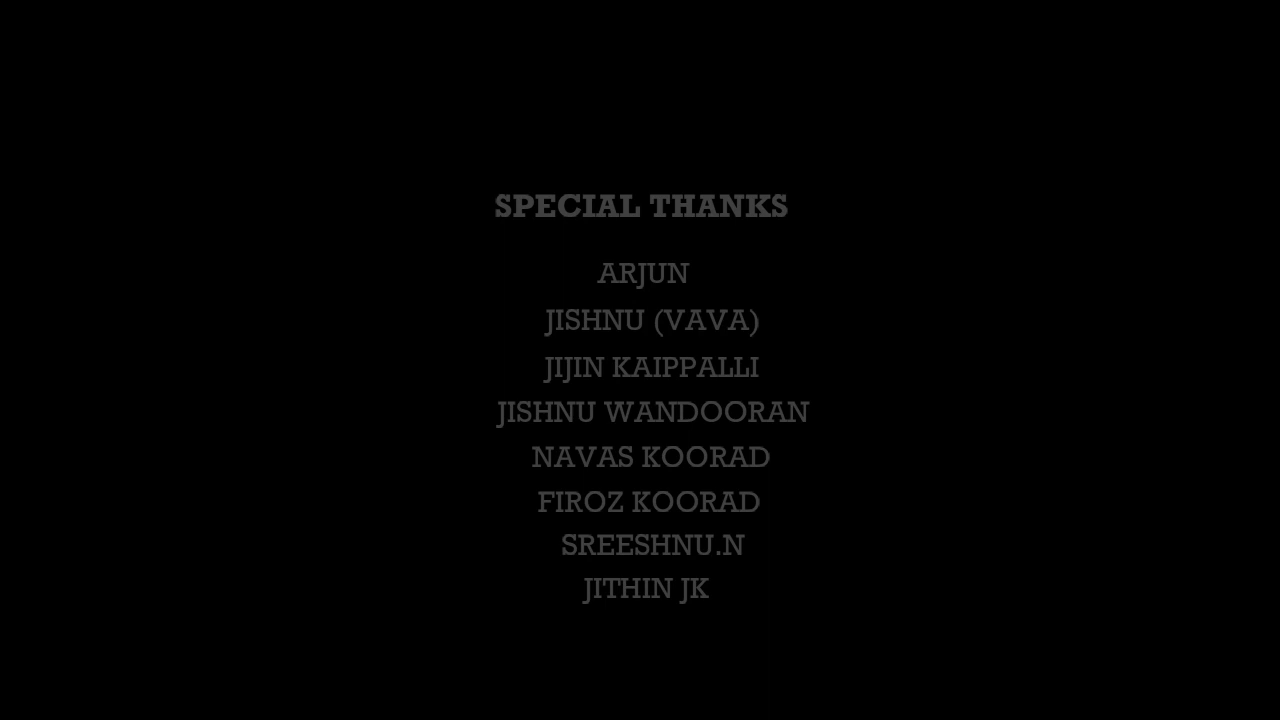 SPECIAL THANKS
ARJUN
JISHNU (VAVA)
JIJIN KAIPPALLI
JISHNU WANDOORAN
NAVAS KOORAD
FIROZ KOORAD
SREESHNU.N
JITHIN JK